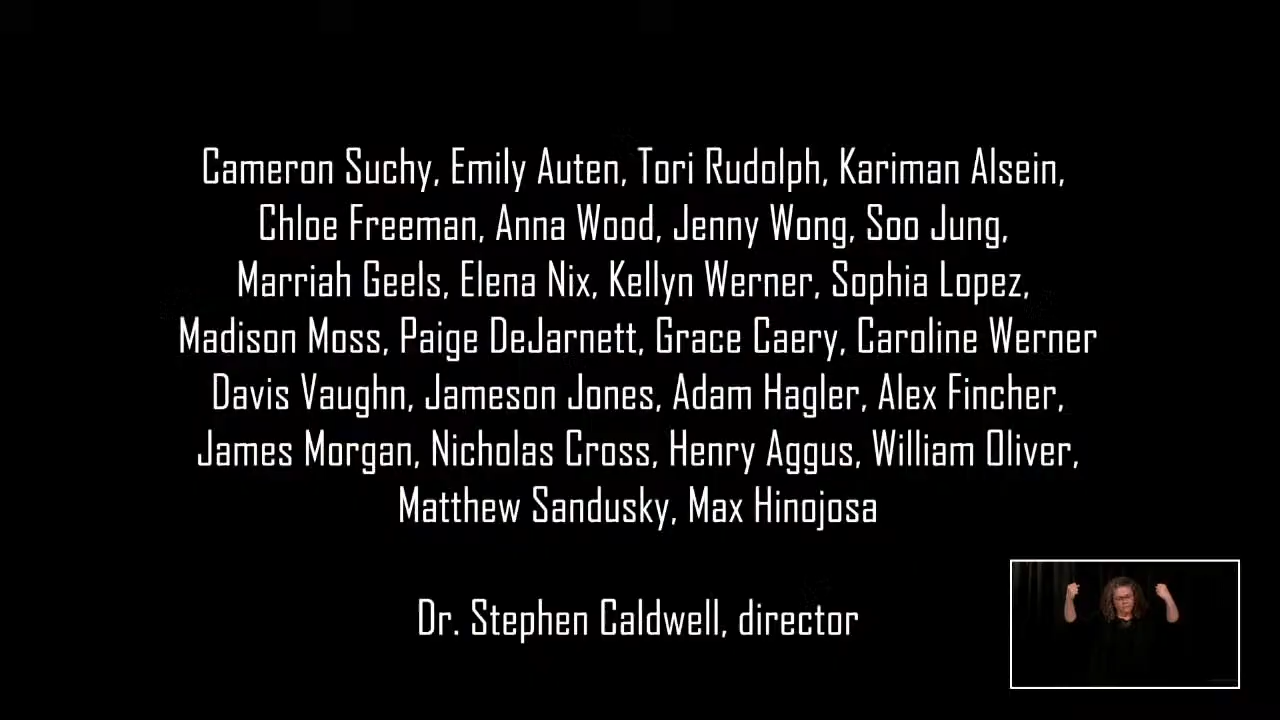 Cameron Suchy, Emily Auten, Tori Rudolph, Kariman Alsein,
Chloe Freeman, Anna Wood, Jenny Wong, Soo Jung,
Marriah Geels, Elena Nix, Kellyn Werner, Sophia Lopez,
Madison Moss, Paige DeJarnett, Grace Caery, Caroline Werner
Davis Vaughn, Jameson Jones, Adam Hagler, Alex Fincher,
James Morgan, Nicholas Cross, Henry Aggus, William Oliver,
Matthew Sandusky, Max Hinojosa
Dr. Stephen Caldwell, director